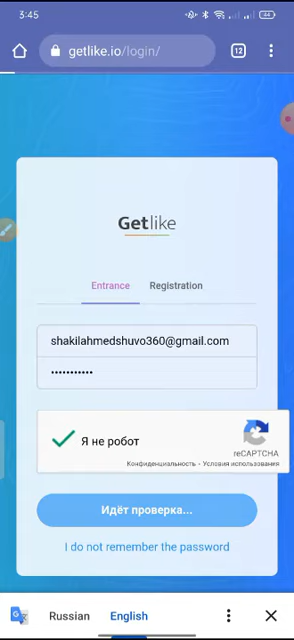 3:45
44
getlike.io/login/
12
Getlike
Entrance Registration
shakilahmedshuvo360@gmail.com
•••••••••••
Я не робот
reCAPTCHA
Конфиденциальность • Условия использования
Идёт проверка...
I do not remember the password
Russian English